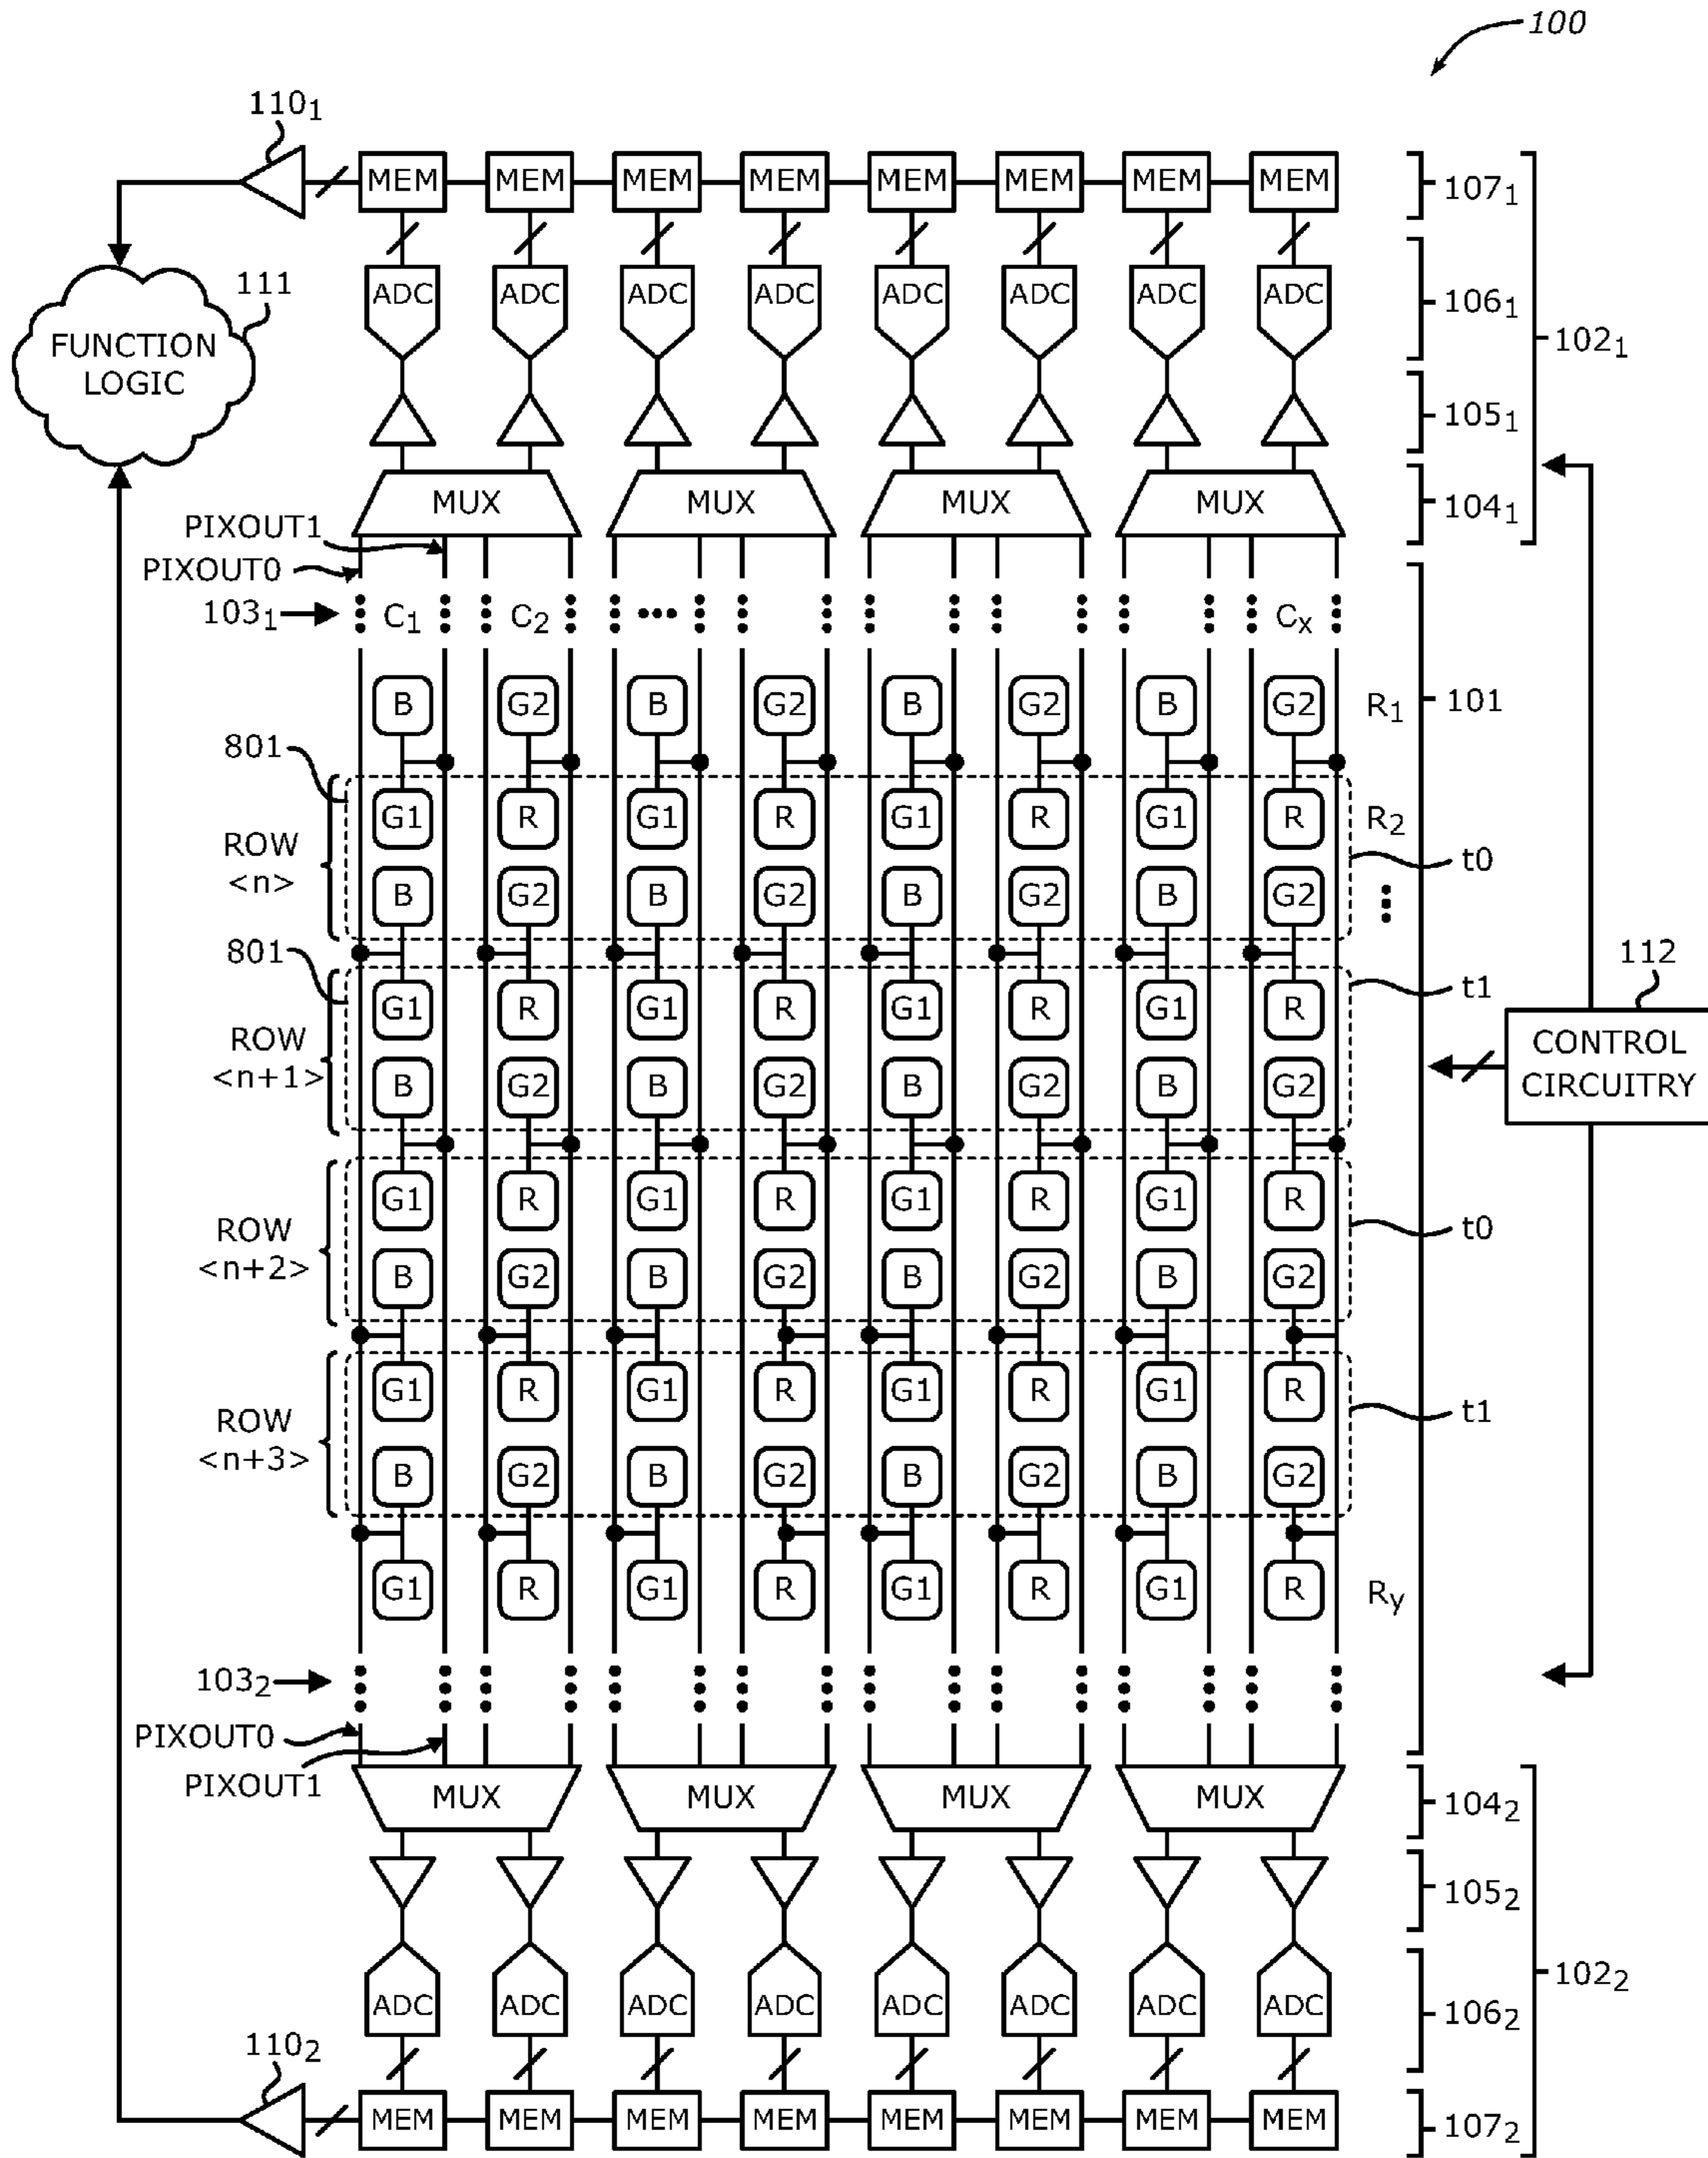 100
110₁
MEM MEM MEM MEM MEM MEM MEM MEM
107₁
ADC ADC ADC ADC ADC ADC ADC ADC
106₁
111
FUNCTION
LOGIC
102₁
105₁
MUX MUX MUX MUX
104₁
PIXOUT1
PIXOUT0
103₁ C₁ C₂ ... Cₓ
B G2 B G2 B G2 B G2 R₁ 101
801
G1 R G1 R G1 R G1 R R₂
ROW
<n>
t0
B G2 B G2 B G2 B G2
801
G1 R G1 R G1 R G1 R
t1
112
ROW
<n+1>
CONTROL
CIRCUITRY
B G2 B G2 B G2 B G2
G1 R G1 R G1 R G1 R
ROW
<n+2>
t0
B G2 B G2 B G2 B G2
G1 R G1 R G1 R G1 R
ROW
<n+3>
t1
B G2 B G2 B G2 B G2
G1 R G1 R G1 R G1 R Ry
103₂
PIXOUT0
PIXOUT1
MUX MUX MUX MUX
104₂
105₂
102₂
ADC ADC ADC ADC ADC ADC ADC ADC
106₂
110₂
MEM MEM MEM MEM MEM MEM MEM MEM
107₂